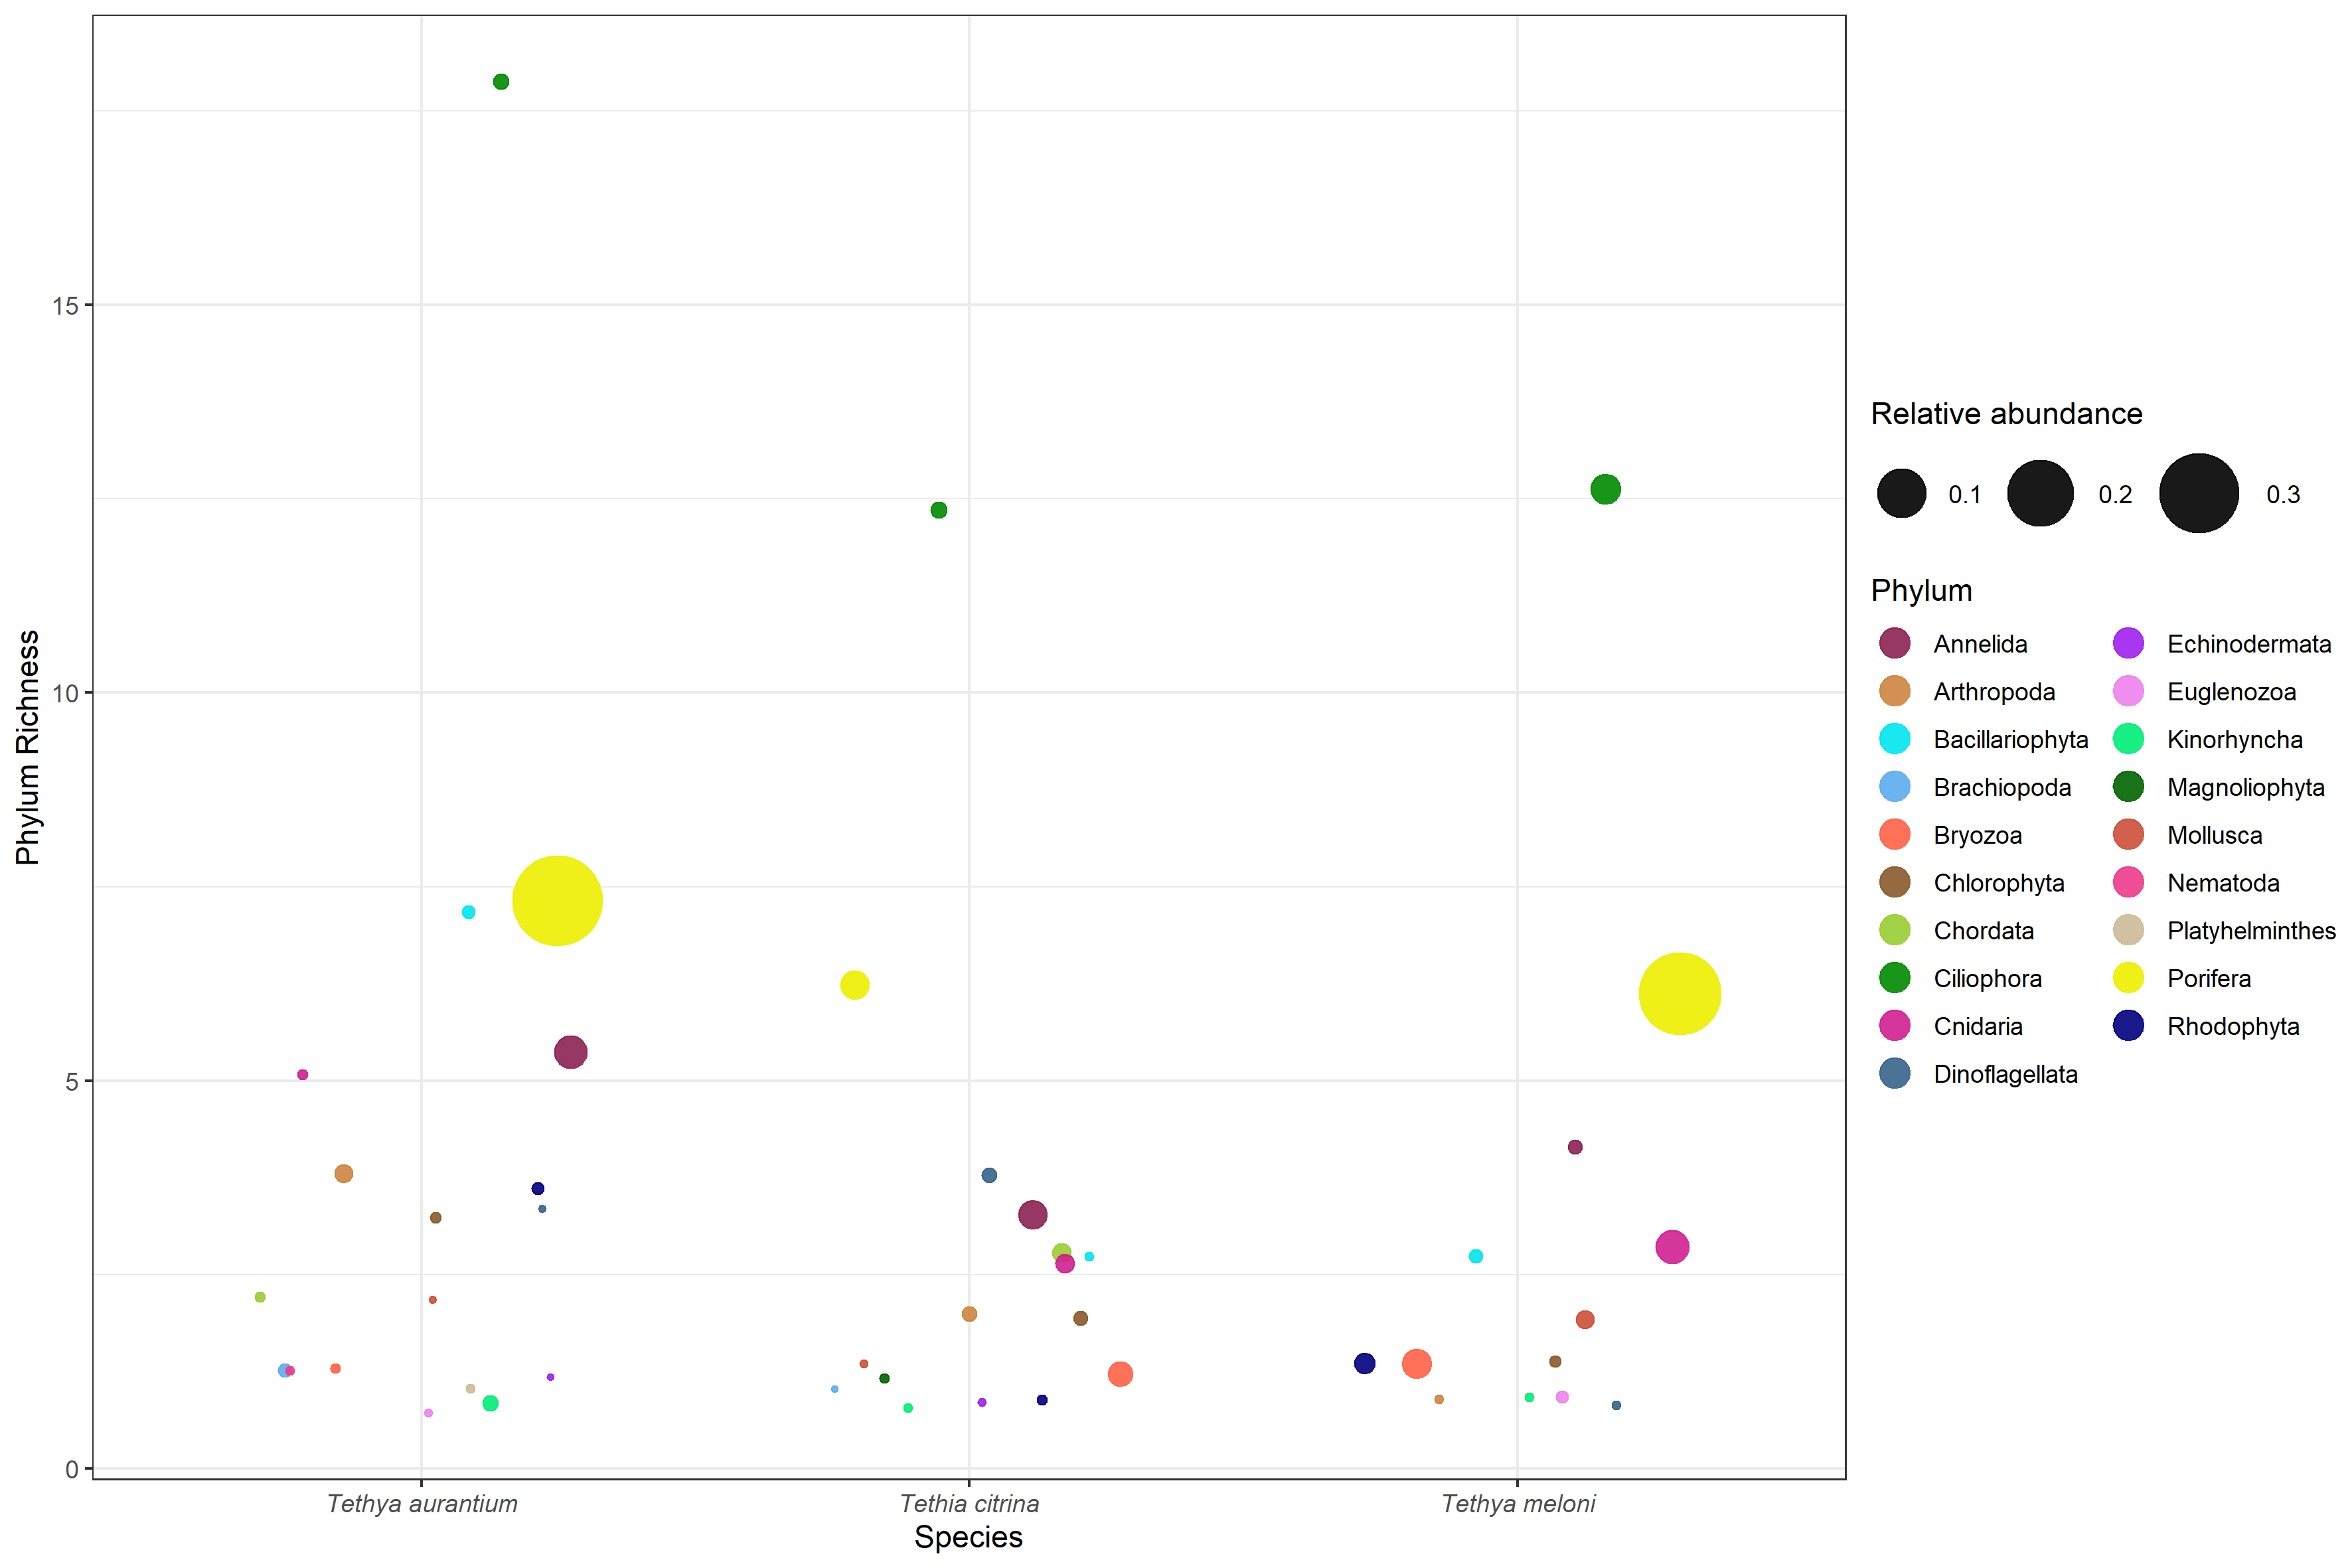 Phylum Richness
15
10
5
0
Tethya aurantium
Tethia citrina
Tethya meloni
Species
Relative abundance
0.1 0.2 0.3
Phylum
Annelida Echinodermata
Arthropoda Euglenozoa
Bacillariophyta Kinorhyncha
Brachiopoda Magnoliophyta
Bryozoa Mollusca
Chlorophyta Nematoda
Chordata Platyhelminthes
Ciliophora Porifera
Cnidaria Rhodophyta
Dinoflagellata